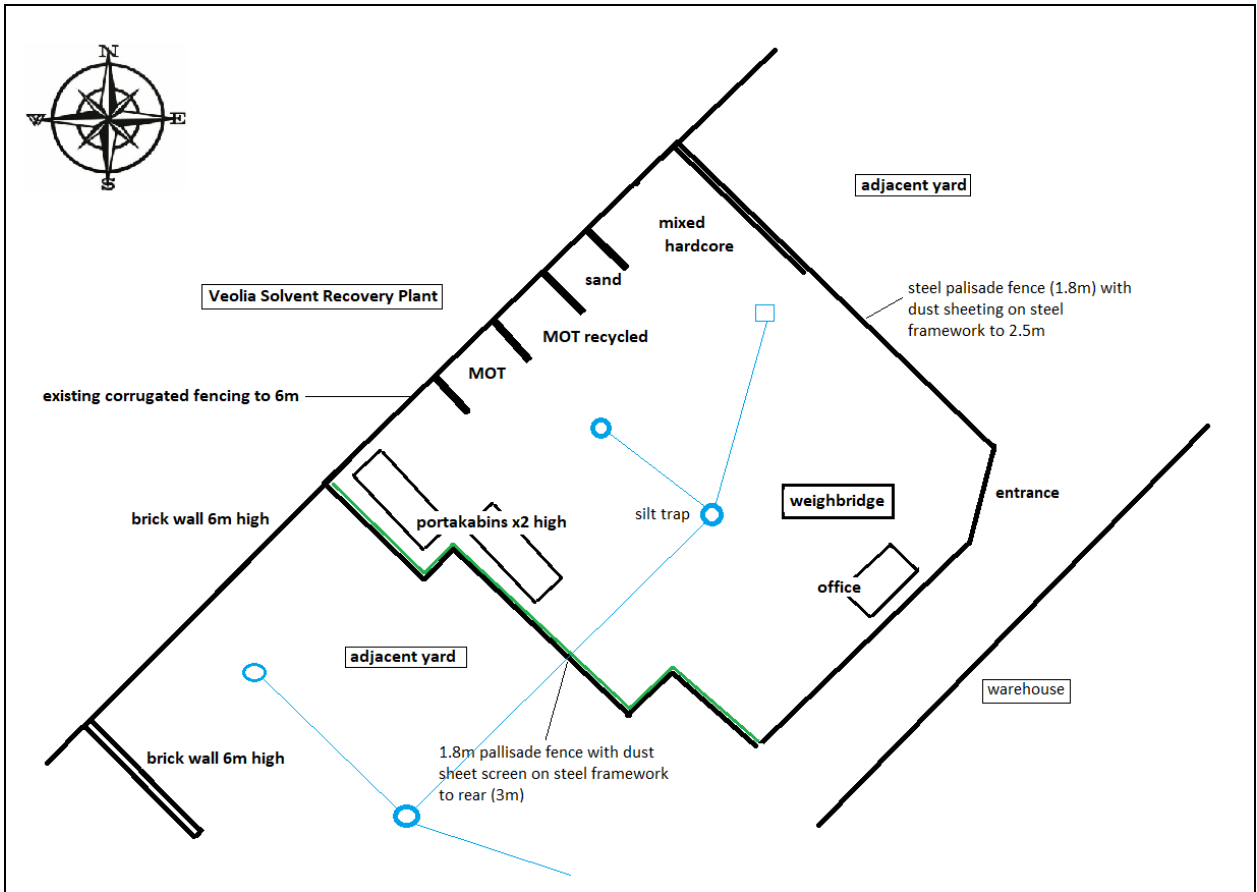 N
W
E
S
adjacent yard
mixed
hardcore
sand
Veolia Solvent Recovery Plant
steel palisade fence (1.8m) with
dust sheeting on steel
framework to 2.5m
MOT recycled
MOT
existing corrugated fencing to 6m
entrance
weighbridge
brick wall 6m high
silt trap
portakabins x2 high
office
adjacent yard
warehouse
brick wall 6m high
1.8m pallisade fence with dust
sheet screen on steel framework
to rear (3m)